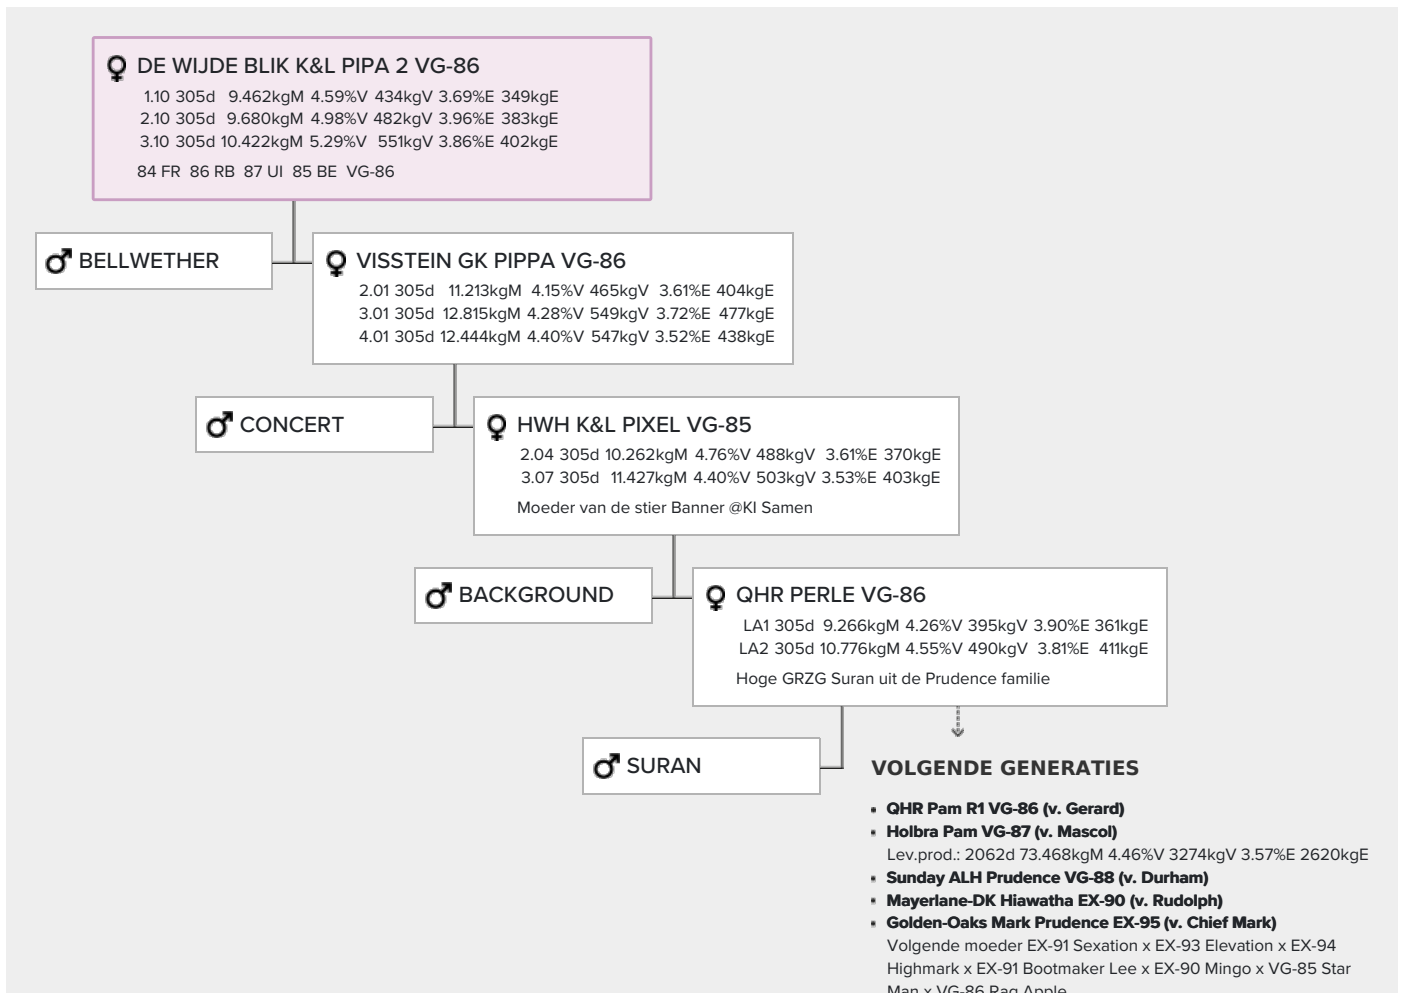 DE WIJDE BLIK K&L PIPA 2 VG-86
1.10 305d 9.462kgM 4.59%V 434kgV 3.69%E 349kgE
2.10 305d 9.680kgM 4.98%V 482kgV 3.96%E 383kgE
3.10 305d 10.422kgM 5.29%V 551kgV 3.86%E 402kgE
84 FR 86 RB 87 UI 85 BE VG-86
BELLWETHER
VISSTEIN GK PIPPA VG-86
2.01 305d 11.213kgM 4.15%V 465kgV 3.61%E 404kgE
3.01 305d 12.815kgM 4.28%V 549kgV 3.72%E 477kgE
4.01 305d 12.444kgM 4.40%V 547kgV 3.52%E 438kgE
CONCERT
HWH K&L PIXEL VG-85
2.04 305d 10.262kgM 4.76%V 488kgV 3.61%E 370kgE
3.07 305d 11.427kgM 4.40%V 503kgV 3.53%E 403kgE
Moeder van de stier Banner @KI Samen
BACKGROUND
QHR PERLE VG-86
LA1 305d 9.266kgM 4.26%V 395kgV 3.90%E 361kgE
LA2 305d 10.776kgM 4.55%V 490kgV 3.81%E 411kgE
Hoge GRZG Suran uit de Prudence familie
SURAN
VOLGENDE GENERATIES
▪ QHR Pam R1 VG-86 (v. Gerard)
▪ Holbra Pam VG-87 (v. Mascol)
Lev.prod.: 2062d 73.468kgM 4.46%V 3274kgV 3.57%E 2620kgE
▪ Sunday ALH Prudence VG-88 (v. Durham)
▪ Mayerlane-DK Hiawatha EX-90 (v. Rudolph)
▪ Golden-Oaks Mark Prudence EX-95 (v. Chief Mark)
Volgende moeder EX-91 Sexation x EX-93 Elevation x EX-94
Highmark x EX-91 Bootmaker Lee x EX-90 Mingo x VG-85 Star
Man x VG-86 Rag Apple